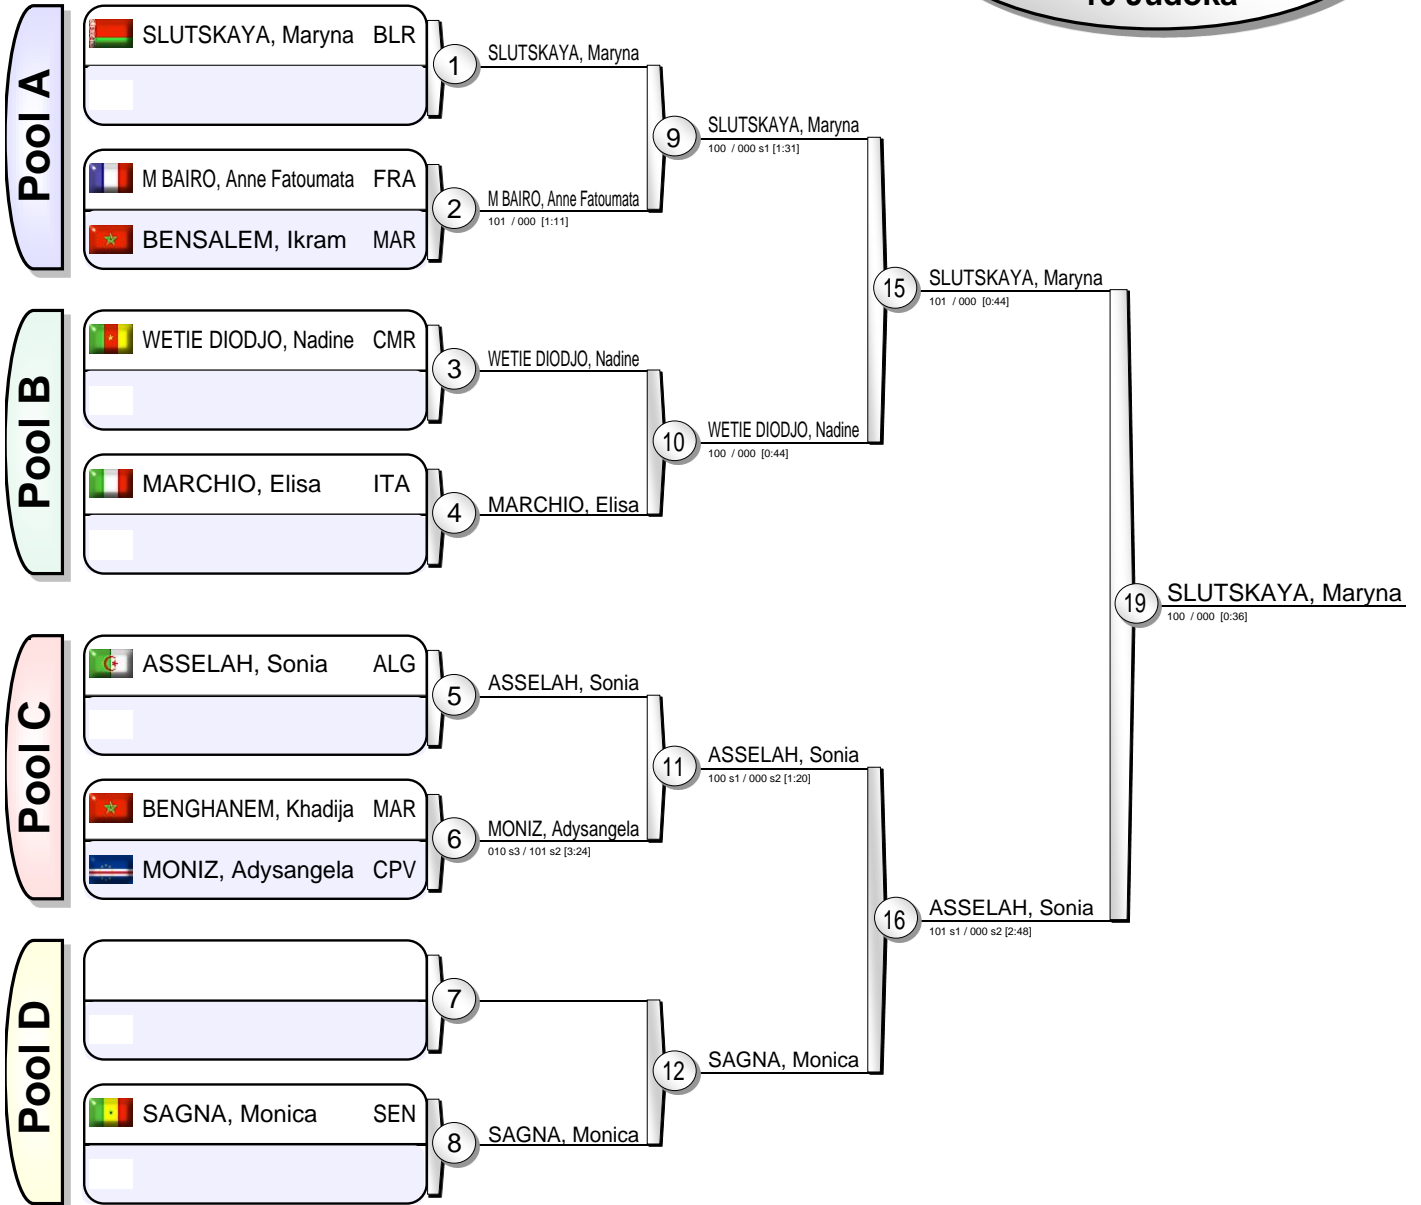 10 Judoka
Pool A
SLUTSKAYA, Maryna BLR
1
SLUTSKAYA, Maryna
M BAIRO, Anne Fatoumata FRA
BENSALEM, Ikram MAR
2
M BAIRO, Anne Fatoumata
101 / 000 [1:11]
9
SLUTSKAYA, Maryna
100 / 000 s1 [1:31]
Pool B
WETIE DIODJO, Nadine CMR
3
WETIE DIODJO, Nadine
MARCHIO, Elisa ITA
4
MARCHIO, Elisa
10
WETIE DIODJO, Nadine
100 / 000 [0:44]
15
SLUTSKAYA, Maryna
101 / 000 [0:44]
Pool C
ASSELAH, Sonia ALG
5
ASSELAH, Sonia
BENGHANEM, Khadija MAR
MONIZ, Adysangela CPV
6
MONIZ, Adysangela
010 s3 / 101 s2 [3:24]
11
ASSELAH, Sonia
100 s1 / 000 s2 [1:20]
Pool D
7
SAGNA, Monica SEN
8
SAGNA, Monica
12
SAGNA, Monica
16
ASSELAH, Sonia
101 s1 / 000 s2 [2:48]
19
SLUTSKAYA, Maryna
100 / 000 [0:36]